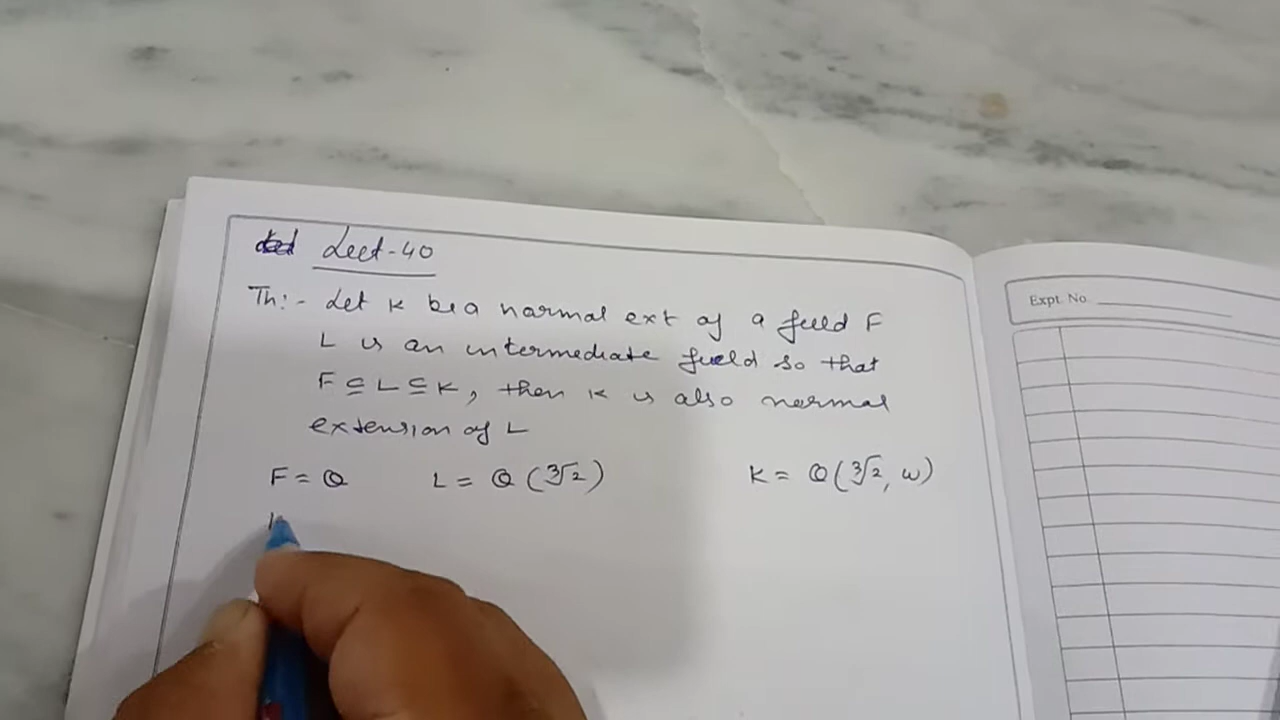 Lect-40
Th:- Let K be a normal ext of a field F
L is an intermediate field so that
F ⊆ L ⊆ K, then K is also normal
extension of L
F = Q L = Q (∛2) K = Q(∛2, ω)
Expt. No.